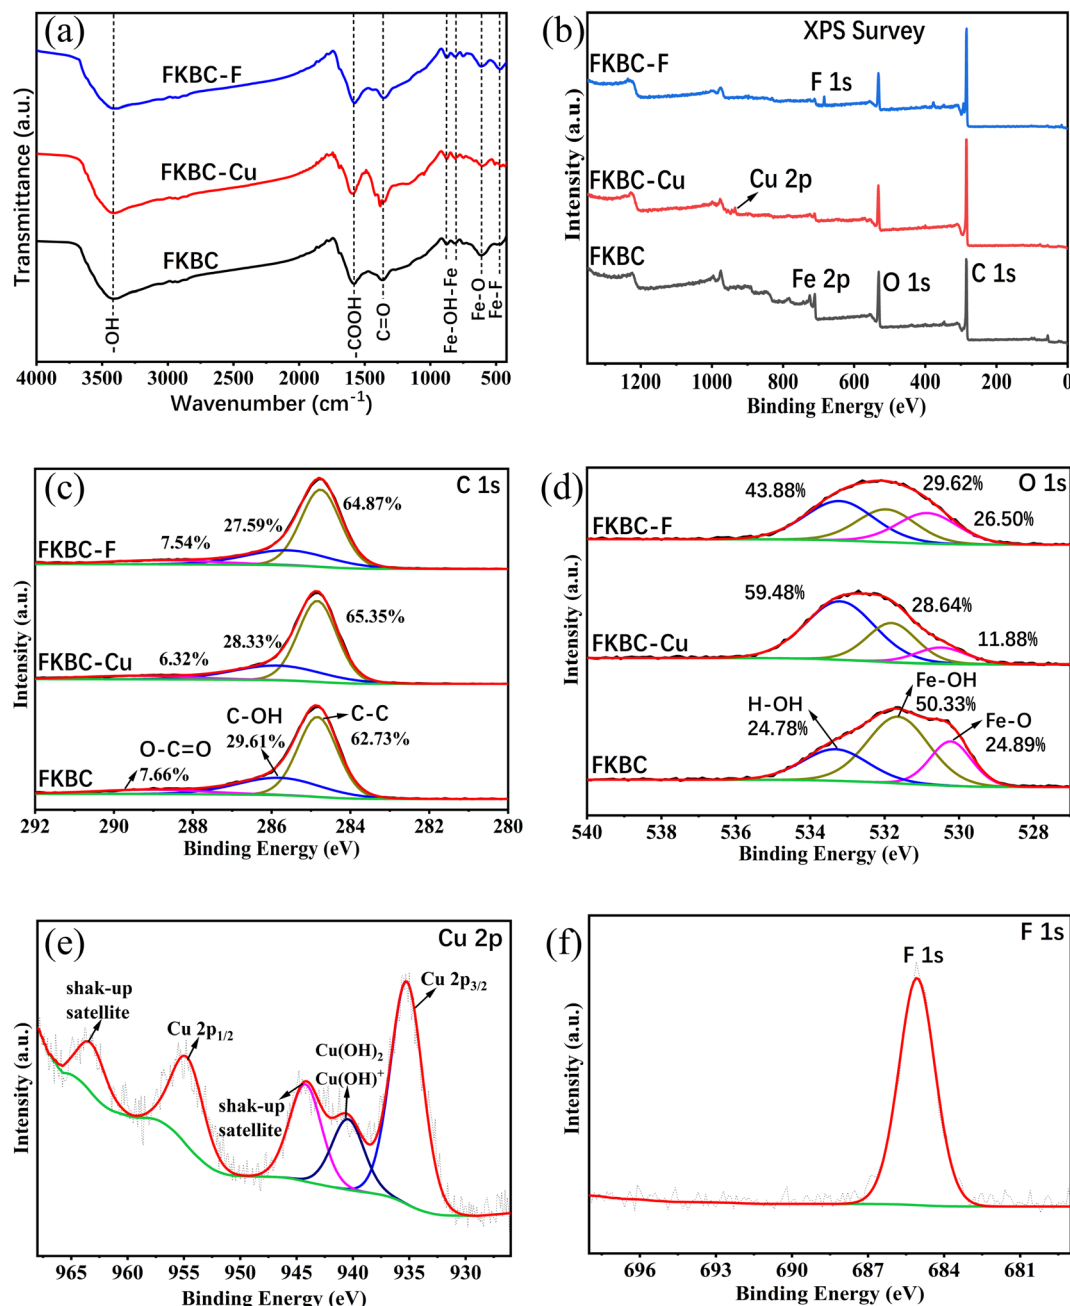 (a)
FKBC-F
FKBC-Cu
FKBC
-OH
-COOH
C=O
Fe-OH-Fe
Fe-O
Fe-F
Transmittance (a.u.)
4000 3500 3000 2500 2000 1500 1000 500
Wavenumber (cm⁻¹)
(b)
XPS Survey
FKBC-F
F 1s
FKBC-Cu
Cu 2p
FKBC
Fe 2p
O 1s
C 1s
Intensity (a.u.)
1200 1000 800 600 400 200 0
Binding Energy (eV)
(c)
C 1s
64.87%
27.59%
7.54%
FKBC-F
65.35%
28.33%
6.32%
FKBC-Cu
C-OH
29.61%
C-C
62.73%
O-C=O
7.66%
FKBC
Intensity (a.u.)
292 290 288 286 284 282 280
Binding Energy (eV)
(d)
O 1s
43.88%
29.62%
26.50%
FKBC-F
59.48%
28.64%
11.88%
FKBC-Cu
H-OH
24.78%
Fe-OH
50.33%
Fe-O
24.89%
FKBC
Intensity (a.u.)
540 538 536 534 532 530 528
Binding Energy (eV)
(e)
Cu 2p
shak-up
satellite
Cu 2p₁/₂
Cu 2p₃/₂
Cu(OH)₂
Cu(OH)⁺
shak-up
satellite
Intensity (a.u.)
965 960 955 950 945 940 935 930
Binding Energy (eV)
(f)
F 1s
F 1s
Intensity (a.u.)
696 693 690 687 684 681
Binding Energy (eV)